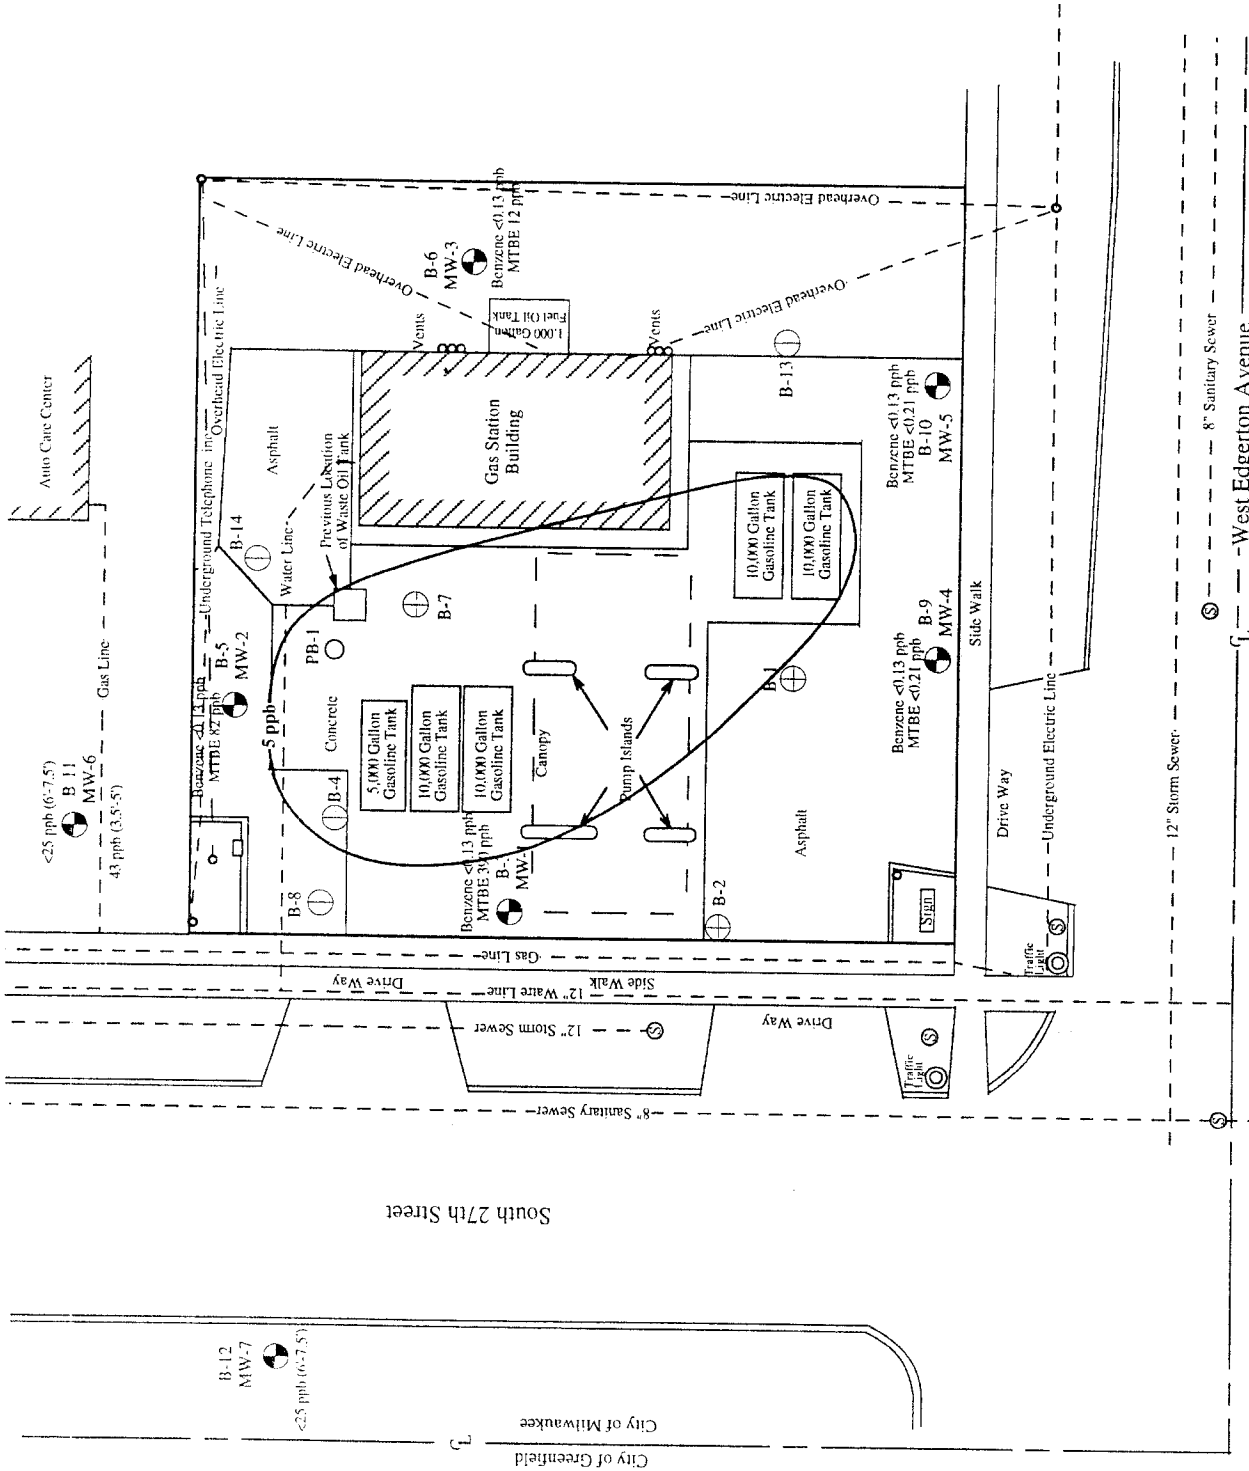 Auto Care Center
Gas Line
<25 ppb (6'-7.5')
B 11
MW-6
43 ppb (3.5'-5')
Underground Telephone ine
Overhead Electric Line
Overhead Electric Line
Overhead Electric Line
Overhead Electric Line
B-6
MW-3
Benzene <0.13 ppb
MTBE 12 ppb
1,000 Gallon
Fuel Oil Tank
Vents
Vents
Asphalt
B-14
Water Line
Previous Location
of Waste Oil Tank
Gas Station
Building
B-13
B-5
MW-2
Benzene <0.13 ppb
MTBE 82 ppb
5 ppb
PB-1
B-7
Concrete
B-4
B-8
5,000 Gallon
Gasoline Tank
10,000 Gallon
Gasoline Tank
10,000 Gallon
Gasoline Tank
Canopy
Pump Islands
10,000 Gallon
Gasoline Tank
10,000 Gallon
Gasoline Tank
Benzene <0.13 ppb
MW-1
B-2
B-1
Asphalt
Benzene <0.13 ppb
MTBE <0.21 ppb
B-10
MW-5
Benzene <0.13 ppb
MTBE <0.21 ppb
B-9
MW-4
Sign
Side Walk
Drive Way
Underground Electric Line
Traffic
Light
S
12" Storm Sewer
8" Sanitary Sewer
S
West Edgerton Avenue
Gas Line
Side Walk
12" Watre Line
Drive Way
Drive Way
12" Storm Sewer
S
Traffic
Light
S
8" Sanitary Sewer
S
South 27th Street
B-12
MW-7
<25 ppb (6'-7.5')
City of Milwaukee
City of Greenfield